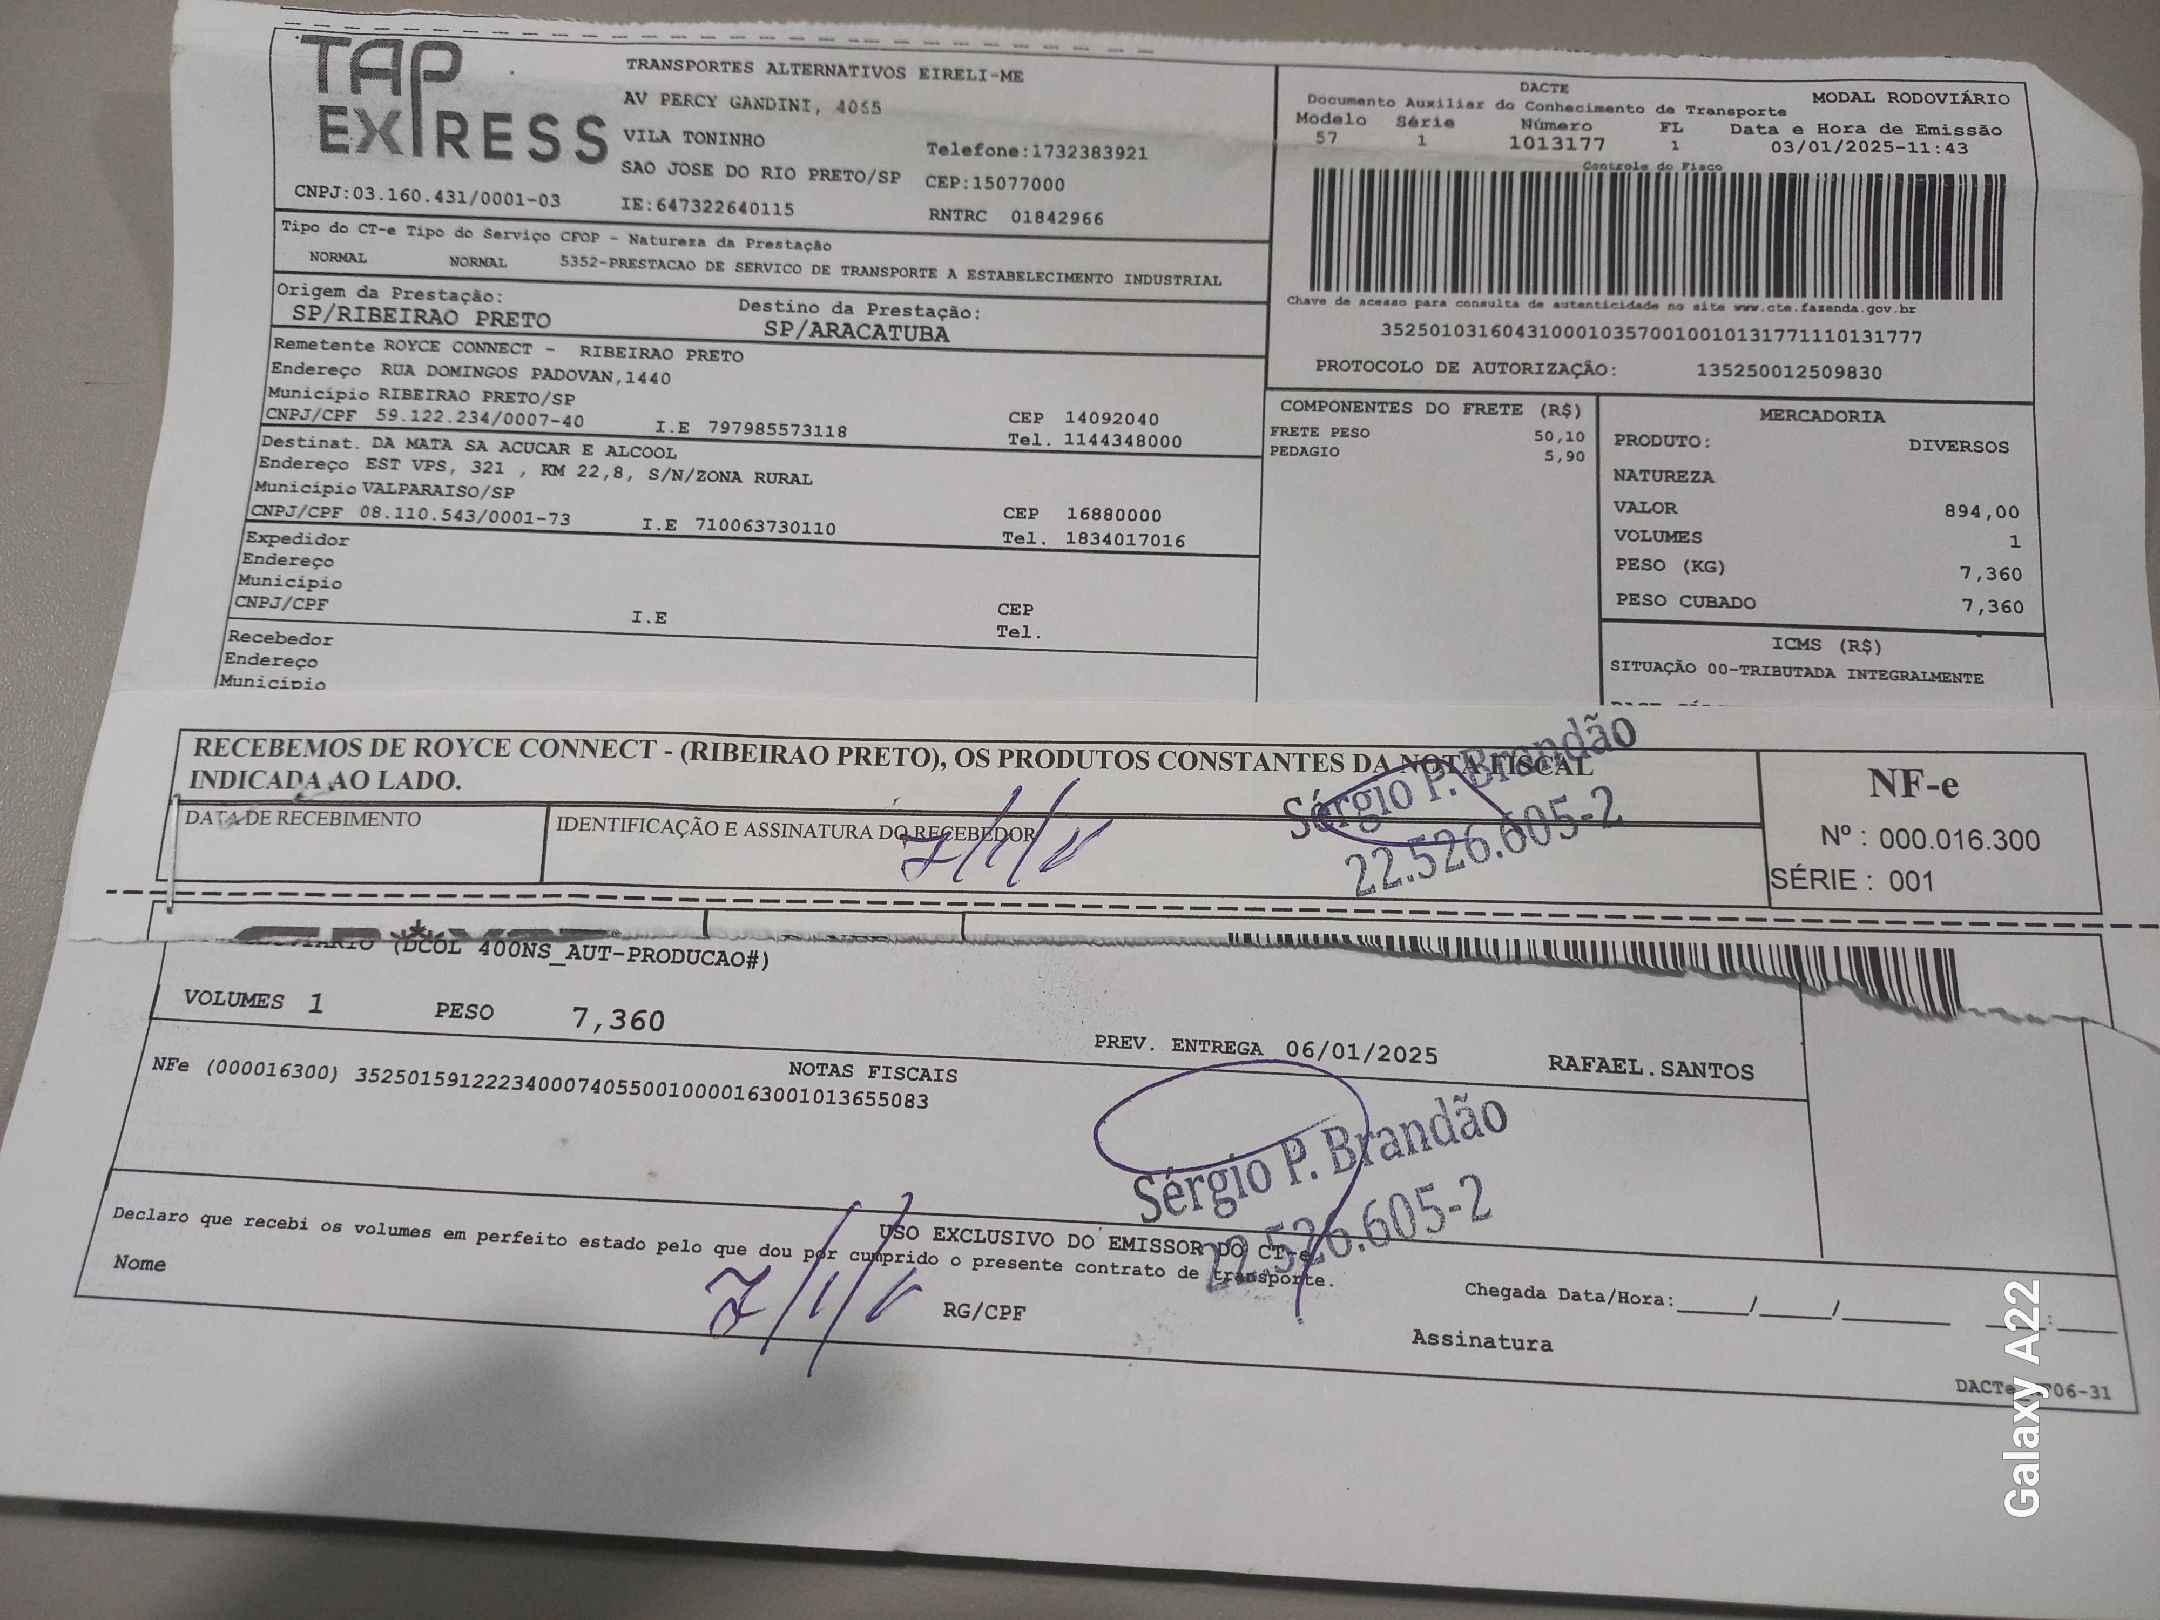 TAP EXPRESS
TRANSPORTES ALTERNATIVOS EIRELI-ME
AV PERCY GANDINI, 4065
VILA TONINHO
Telefone:1732383921
SAO JOSE DO RIO PRETO/SP CEP:15077000
CNPJ:03.160.431/0001-03 IE:647322640115 RNTRC 01842966
DACTE
Documento Auxiliar do Conhecimento de Transporte
MODAL RODOVIÁRIO
Modelo Série Número FL Data e Hora de Emissão
57 1 1013177 1 03/01/2025-11:43
Controle do Fisco
Chave de acesso para consulta de autenticidade no site www.cte.fazenda.gov.br
35250103160431000103570010010131771110131777
PROTOCOLO DE AUTORIZAÇÃO: 135250012509830
Tipo do CT-e Tipo do Serviço CFOP - Natureza da Prestação
NORMAL NORMAL 5352-PRESTACAO DE SERVICO DE TRANSPORTE A ESTABELECIMENTO INDUSTRIAL
Origem da Prestação: Destino da Prestação:
SP/RIBEIRAO PRETO SP/ARACATUBA
Remetente ROYCE CONNECT - RIBEIRAO PRETO
Endereço RUA DOMINGOS PADOVAN,1440
Município RIBEIRAO PRETO/SP CEP 14092040
CNPJ/CPF 59.122.234/0007-40 I.E 797985573118 Tel. 1144348000
Destinat. DA MATA SA ACUCAR E ALCOOL
Endereço EST VPS, 321 , KM 22,8, S/N/ZONA RURAL
Município VALPARAISO/SP CEP 16880000
CNPJ/CPF 08.110.543/0001-73 I.E 710063730110 Tel. 1834017016
Expedidor
Endereço
Município CEP
CNPJ/CPF I.E Tel.
Recebedor
Endereço
Município
COMPONENTES DO FRETE (R$)
FRETE PESO 50,10
PEDAGIO 5,90
MERCADORIA
PRODUTO: DIVERSOS
NATUREZA
VALOR 894,00
VOLUMES 1
PESO (KG) 7,360
PESO CUBADO 7,360
ICMS (R$)
SITUAÇÃO 00-TRIBUTADA INTEGRALMENTE
RECEBEMOS DE ROYCE CONNECT - (RIBEIRAO PRETO), OS PRODUTOS CONSTANTES DA NOTA FISCAL
INDICADA AO LADO.
DATA DE RECEBIMENTO
IDENTIFICAÇÃO E ASSINATURA DO RECEBEDOR
Sérgio P. Brandão
22.526.605-2
NF-e
Nº : 000.016.300
SÉRIE : 001
(DCOL 400NS_AUT-PRODUCAO#)
VOLUMES 1 PESO 7,360
PREV. ENTREGA 06/01/2025 RAFAEL.SANTOS
NOTAS FISCAIS
NFe (000016300) 35250159122234000740550010000163001013655083
Sérgio P. Brandão
22.526.605-2
USO EXCLUSIVO DO EMISSOR DO CT-e
Declaro que recebi os volumes em perfeito estado pelo que dou por cumprido o presente contrato de transporte.
Nome RG/CPF Assinatura
Chegada Data/Hora:_____/_____/_______ ____:____
Galaxy A22